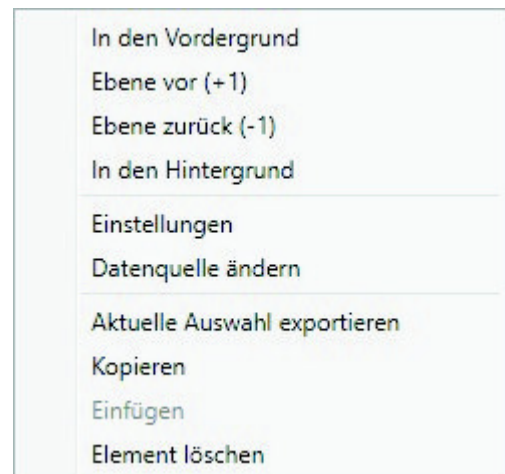 In den Vordergrund
Ebene vor (+1)
Ebene zurück (-1)
In den Hintergrund
Einstellungen
Datenquelle ändern
Aktuelle Auswahl exportieren
Kopieren
Einfügen
Element löschen